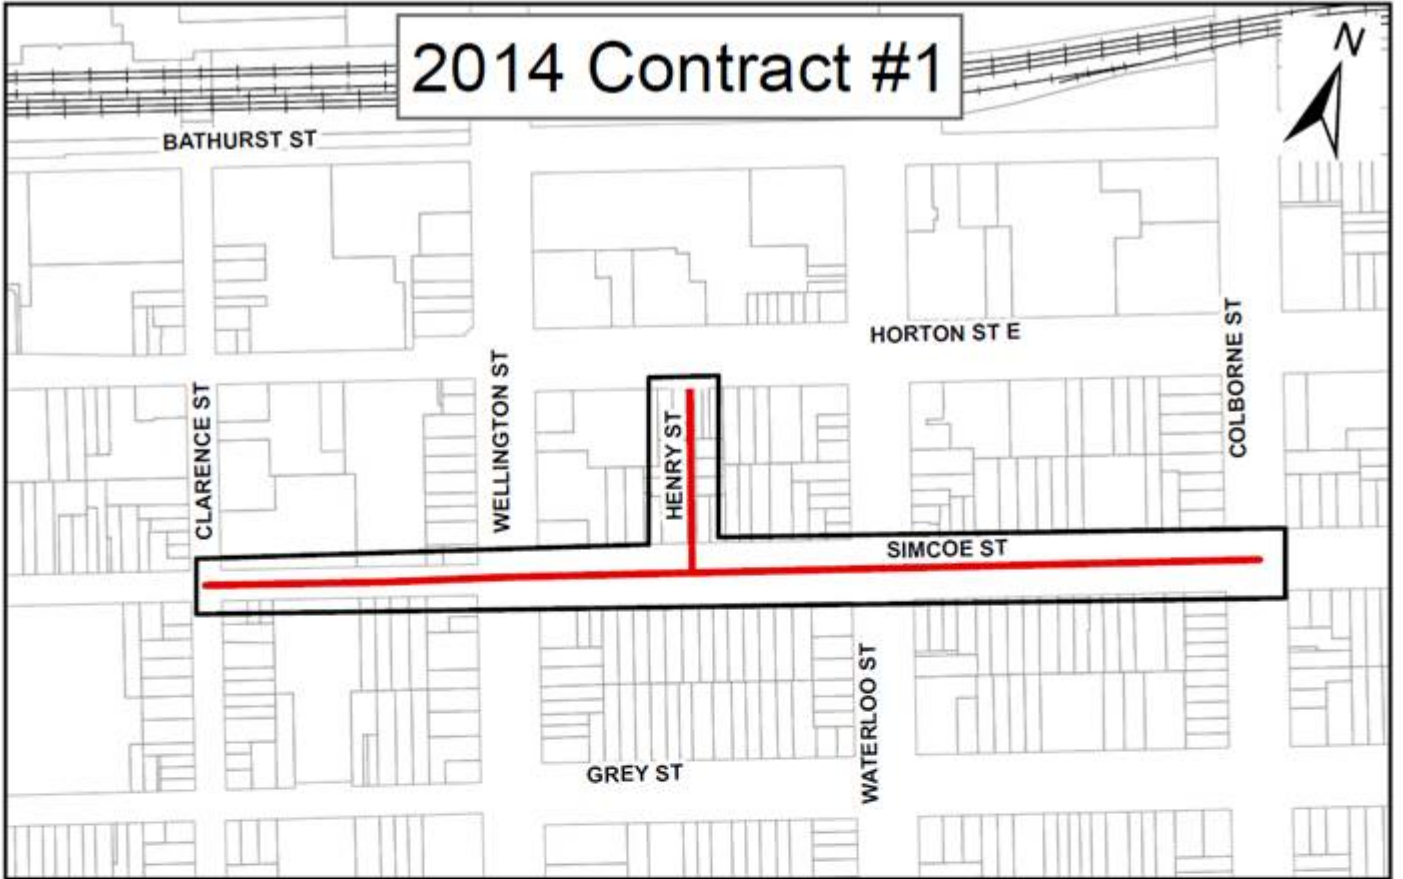 2014 Contract #1
N
BATHURST ST
HORTON ST E
COLBORNE ST
WELLINGTON ST
CLARENCE ST
HENRY ST
SIMCOE ST
WATERLOO ST
GREY ST